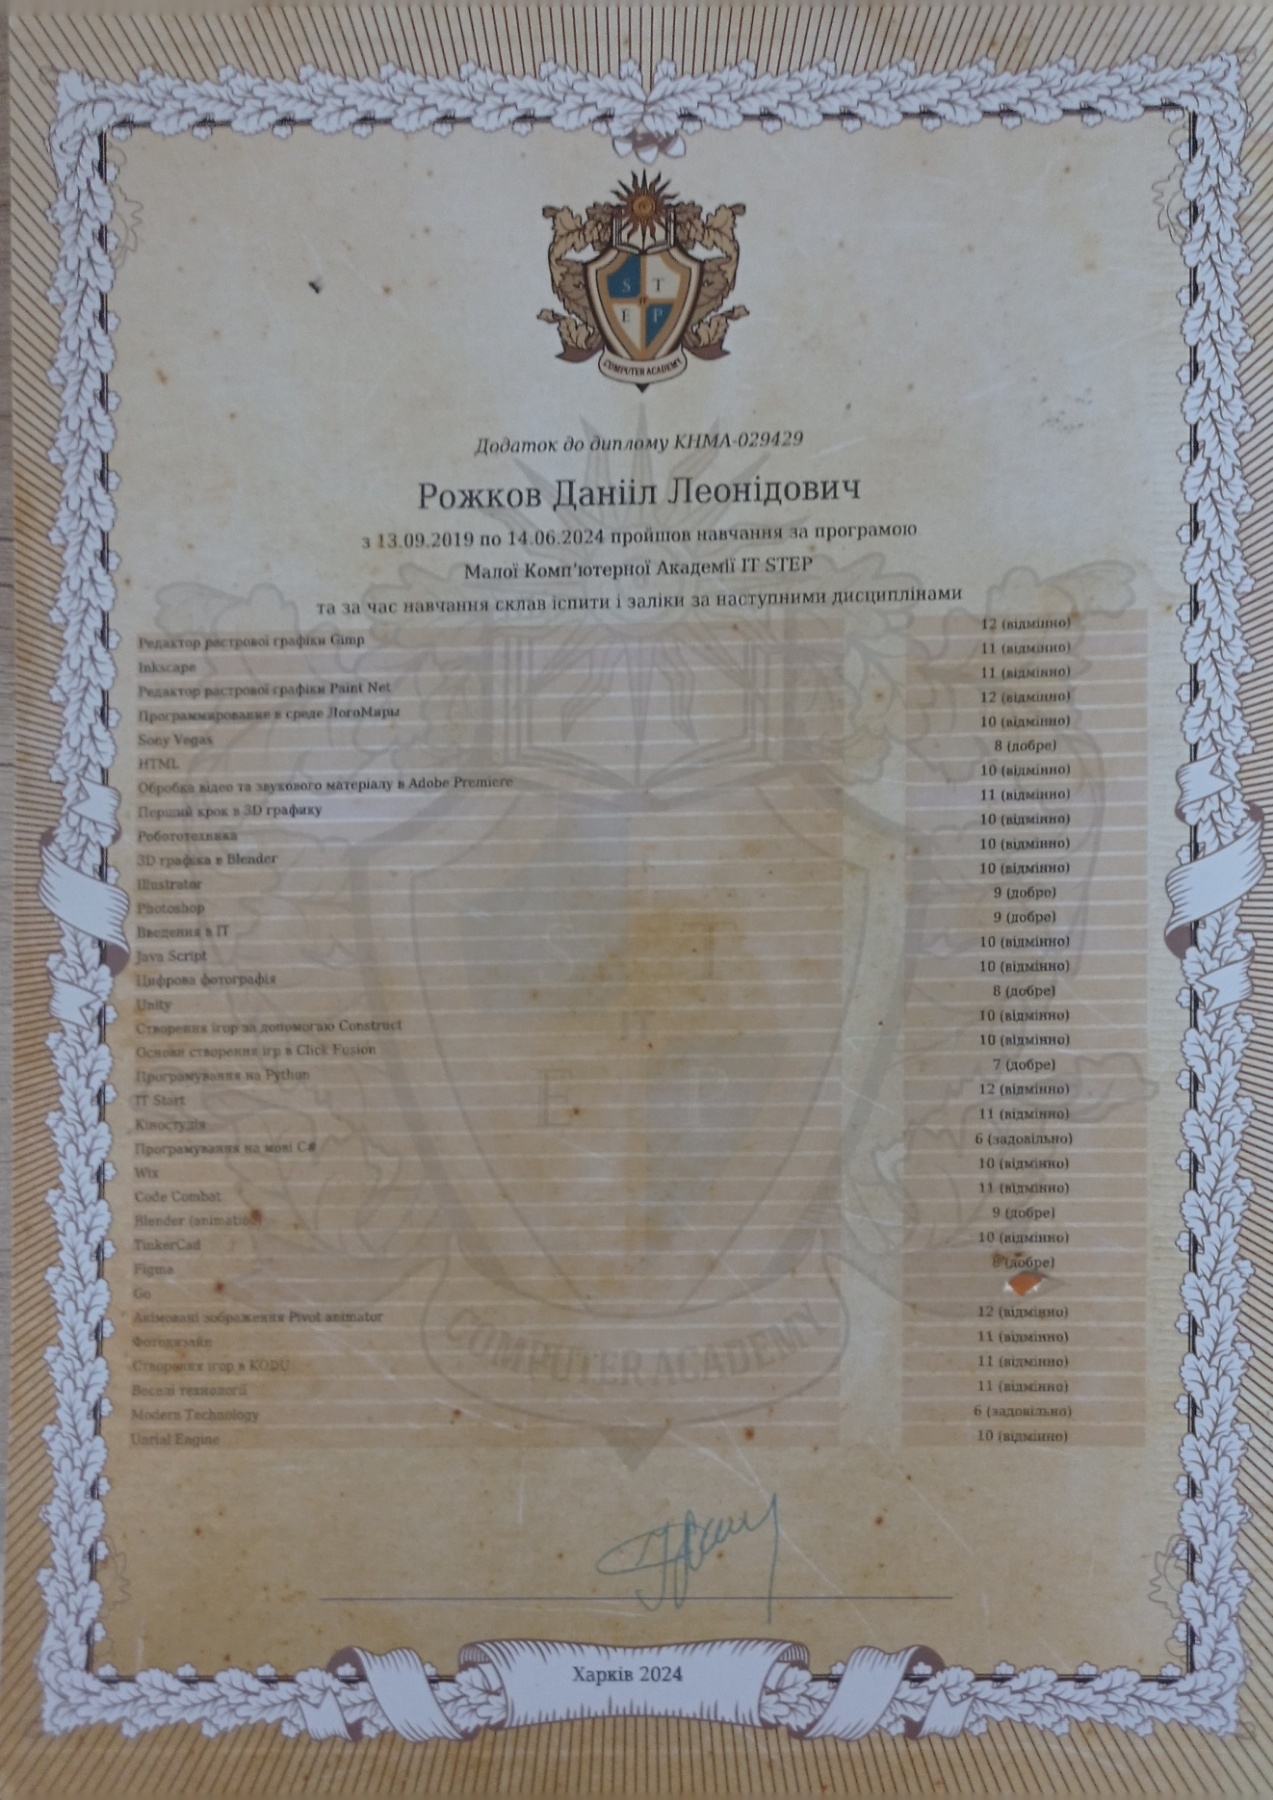 S T
E P
IT
COMPUTER ACADEMY
Додаток до диплому КНМА-029429
Рожков Данііл Леонідович
з 13.09.2019 по 14.06.2024 пройшов навчання за програмою
Малої Комп'ютерної Академії IT STEP
та за час навчання склав іспити і заліки за наступними дисциплінами
Редактор растрової графіки Gimp 12 (відмінно)
Inkscape 11 (відмінно)
Редактор растрової графіки Paint Net 11 (відмінно)
Программирование в среде ЛогоМиры 12 (відмінно)
Sony Vegas 10 (відмінно)
HTML 8 (добре)
Обробка відео та звукового матеріалу в Adobe Premiere 10 (відмінно)
Перший крок в 3D графику 11 (відмінно)
Робототехника 10 (відмінно)
3D графіка в Blender 10 (відмінно)
Illustrator 10 (відмінно)
Photoshop 9 (добре)
Введення в IT 9 (добре)
Java Script 10 (відмінно)
Цифрова фотографія 10 (відмінно)
Unity 8 (добре)
Створення ігор за допомогаю Construct 10 (відмінно)
Основи створення ігр в Click Fusion 10 (відмінно)
Програмування на Python 7 (добре)
IT Start 12 (відмінно)
Кіностудія 11 (відмінно)
Програмування на мові C# 6 (задовільно)
Wix 10 (відмінно)
Code Combat 11 (відмінно)
Blender (animation) 9 (добре)
TinkerCad 10 (відмінно)
Figma 8 (добре)
Go
Анімовані зображення Pivot animator 12 (відмінно)
Фотодизайн 11 (відмінно)
Створення ігор в KODU 11 (відмінно)
Веселі технології 11 (відмінно)
Modern Technology 6 (задовільно)
Unrial Engine 10 (відмінно)
Харків 2024